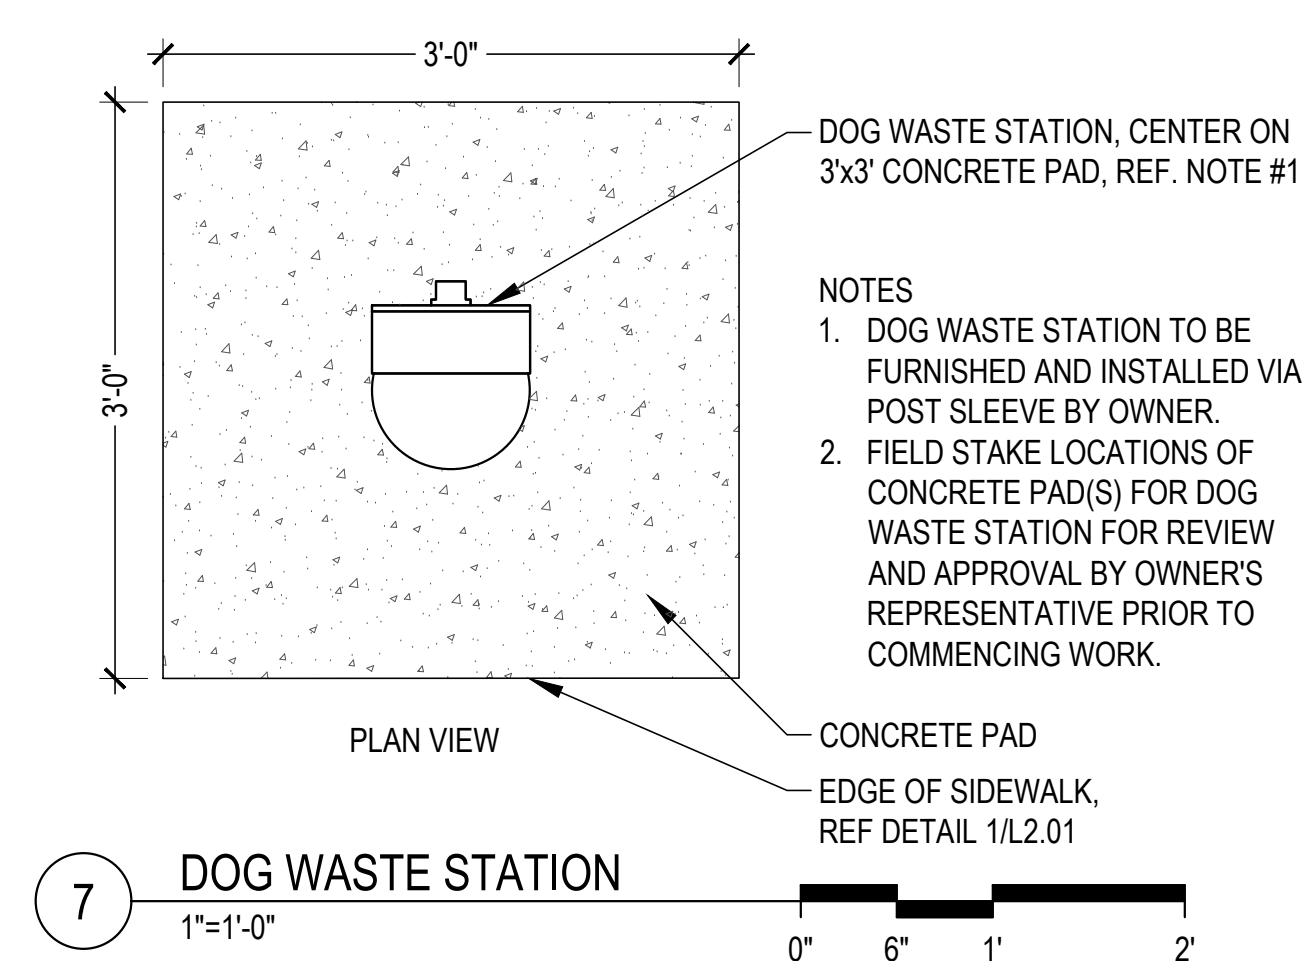 3'-0"
3'-0"
DOG WASTE STATION, CENTER ON
3'x3' CONCRETE PAD, REF. NOTE #1
NOTES
1. DOG WASTE STATION TO BE
FURNISHED AND INSTALLED VIA
POST SLEEVE BY OWNER.
2. FIELD STAKE LOCATIONS OF
CONCRETE PAD(S) FOR DOG
WASTE STATION FOR REVIEW
AND APPROVAL BY OWNER'S
REPRESENTATIVE PRIOR TO
COMMENCING WORK.
PLAN VIEW
CONCRETE PAD
EDGE OF SIDEWALK,
REF DETAIL 1/L2.01
7 DOG WASTE STATION
1"=1'-0"
0" 6" 1' 2'